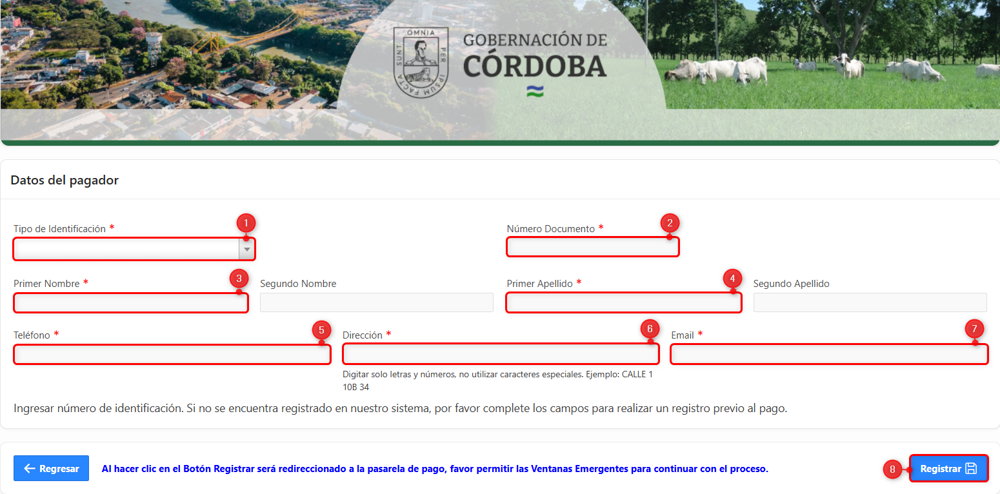 OMNIA
SUNT
PER
IPSUM FACTA
GOBERNACIÓN DE
CÓRDOBA
Datos del pagador
Tipo de Identificación *
1
Número Documento *
2
Primer Nombre *
3
Segundo Nombre
Primer Apellido *
4
Segundo Apellido
Teléfono *
5
Dirección *
6
Email *
7
Digitar solo letras y números, no utilizar caracteres especiales. Ejemplo: CALLE 1
10B 34
Ingresar número de identificación. Si no se encuentra registrado en nuestro sistema, por favor complete los campos para realizar un registro previo al pago.
Regresar
Al hacer clic en el Botón Registrar será redireccionado a la pasarela de pago, favor permitir las Ventanas Emergentes para continuar con el proceso.
8
Registrar